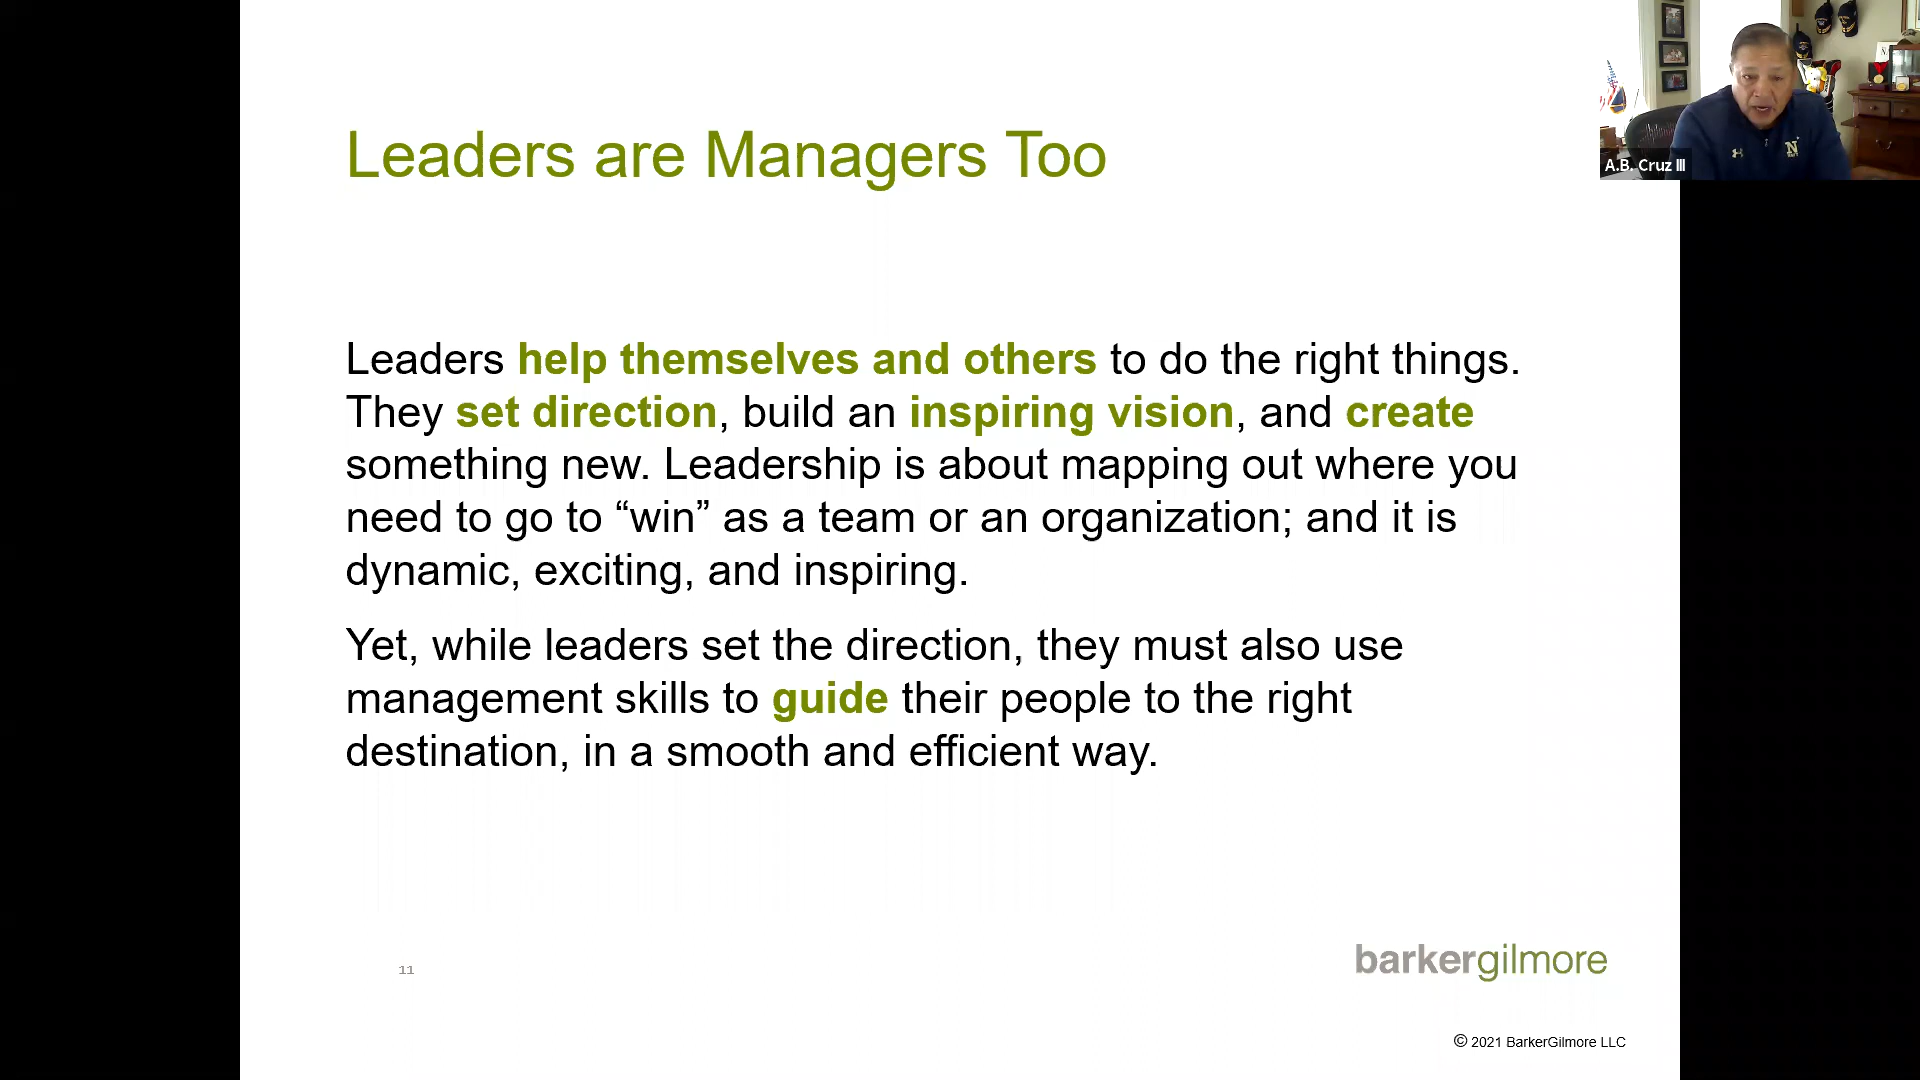 Leaders are Managers Too
A.B. Cruz III
Leaders help themselves and others to do the right things.
They set direction, build an inspiring vision, and create
something new. Leadership is about mapping out where you
need to go to “win” as a team or an organization; and it is
dynamic, exciting, and inspiring.
Yet, while leaders set the direction, they must also use
management skills to guide their people to the right
destination, in a smooth and efficient way.
11
barkergilmore
© 2021 BarkerGilmore LLC
N